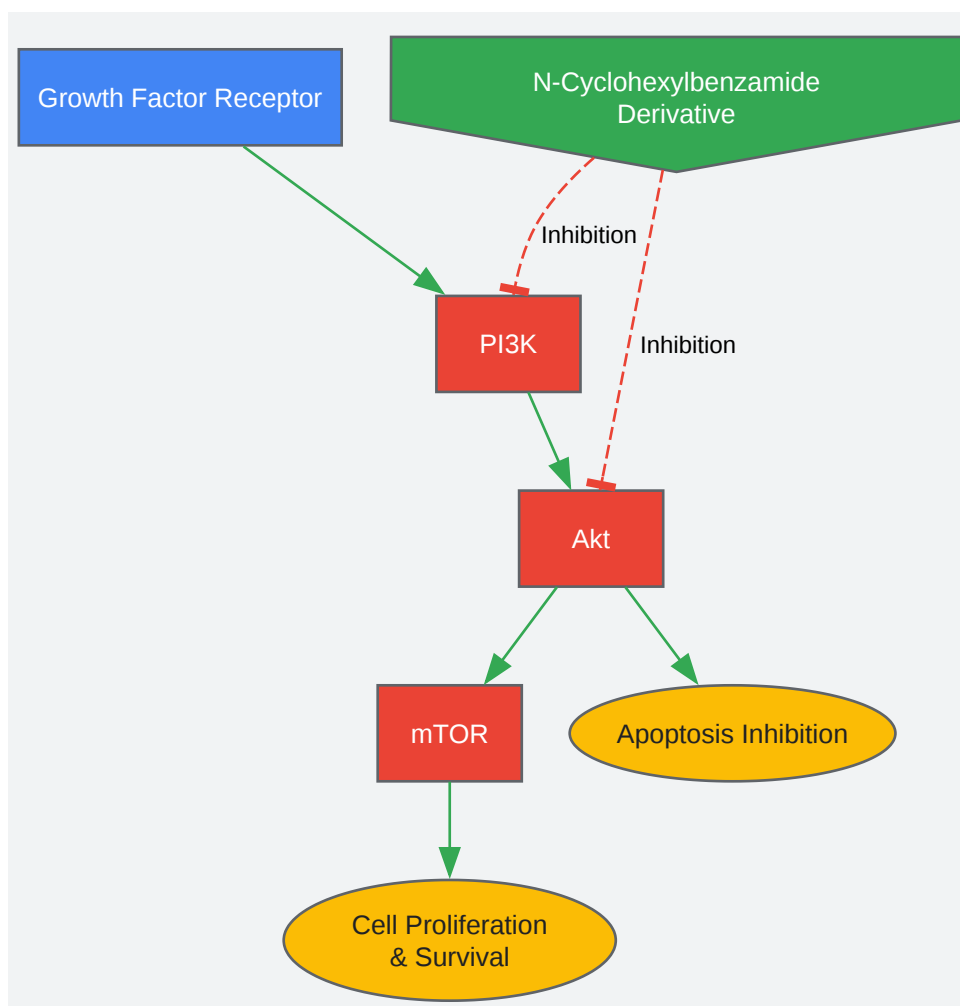 Growth Factor Receptor
N-Cyclohexylbenzamide
Derivative
Inhibition
PI3K
Inhibition
Akt
mTOR
Apoptosis Inhibition
Cell Proliferation
& Survival